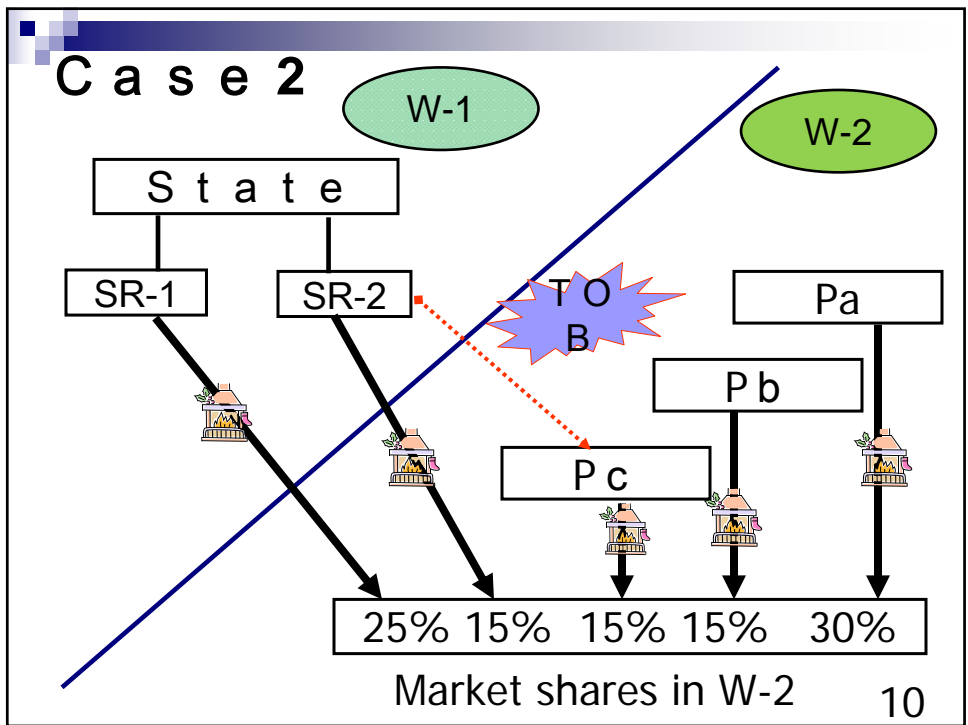 Case 2
W-1
W-2
State
SR-1
SR-2
TO
B
Pa
Pb
Pc
25% 15% 15% 15% 30%
Market shares in W-2
10